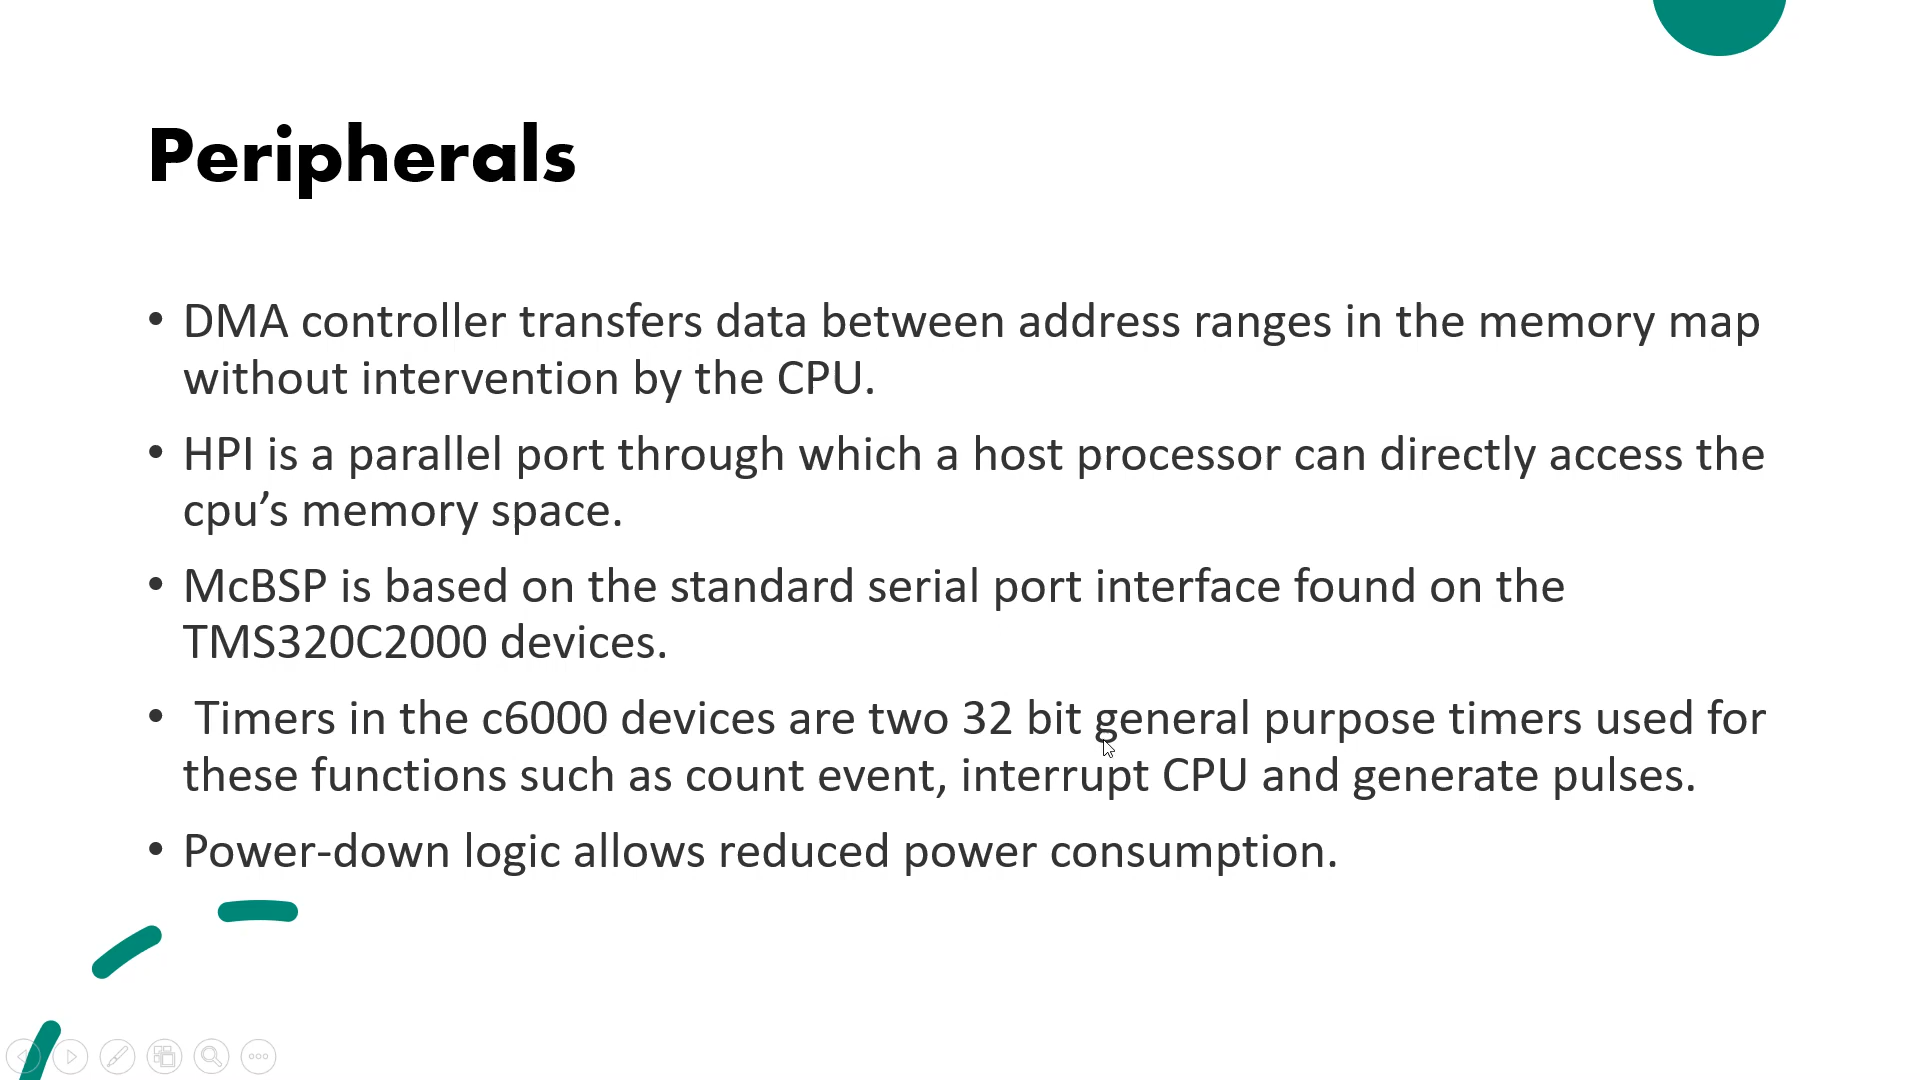 Peripherals
• DMA controller transfers data between address ranges in the memory map
without intervention by the CPU.
• HPI is a parallel port through which a host processor can directly access the
cpu’s memory space.
• McBSP is based on the standard serial port interface found on the
TMS320C2000 devices.
• Timers in the c6000 devices are two 32 bit general purpose timers used for
these functions such as count event, interrupt CPU and generate pulses.
• Power-down logic allows reduced power consumption.